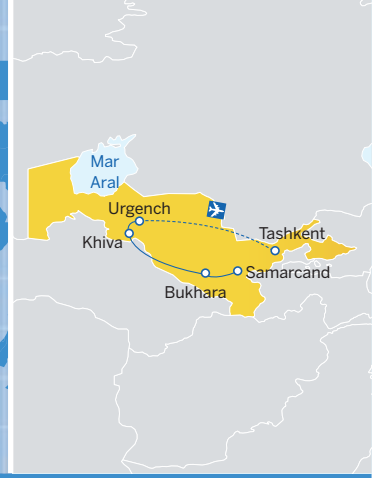 Mar
Aral
Urgench
Tashkent
Khiva
Samarcand
Bukhara